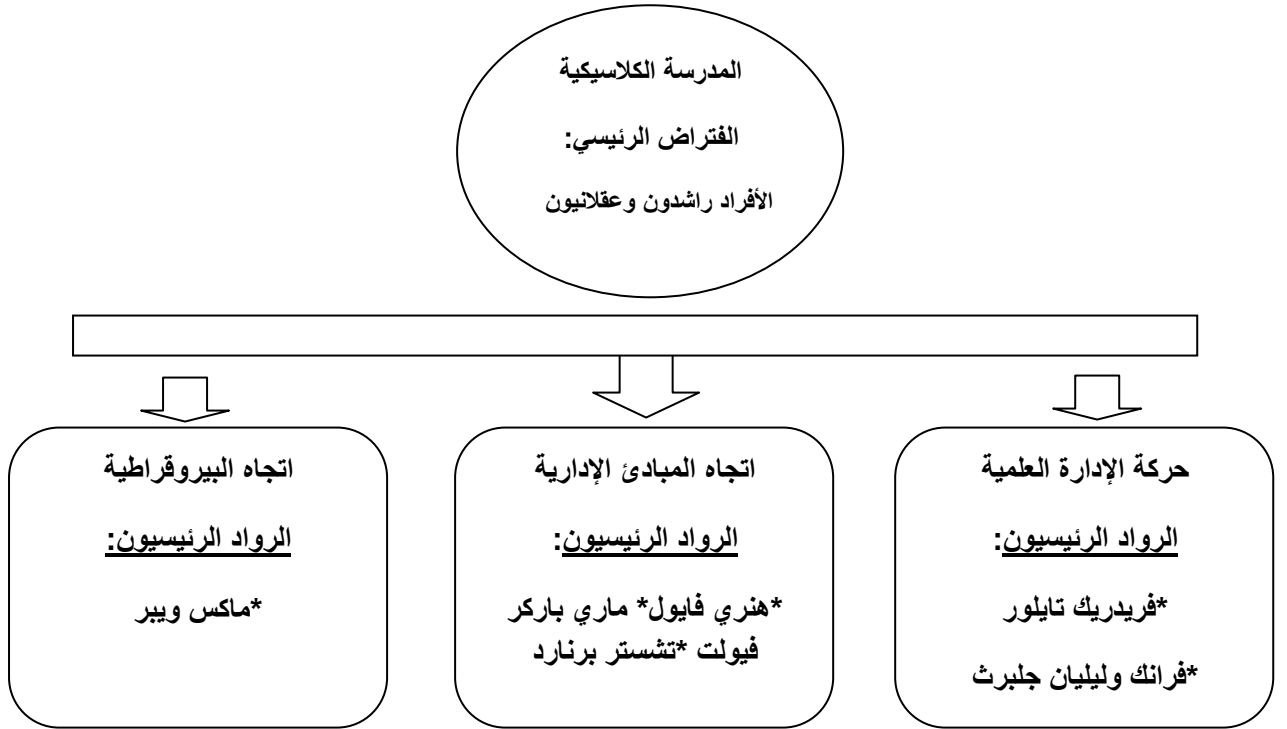 المدرسة الكلاسيكية
الفتراض الرئيسي:
الأفراد راشدون وعقلانيون
حركة الإدارة العلمية
الرواد الرئيسيون:
*فريدريك تايلور
*فرانك وليليان جلبرث
اتجاه المبادئ الإدارية
الرواد الرئيسيون:
*هنري فايول* ماري باركر
فيولت *تشستر برنارد
اتجاه البيروقراطية
الرواد الرئيسيون:
*ماكس ويبر